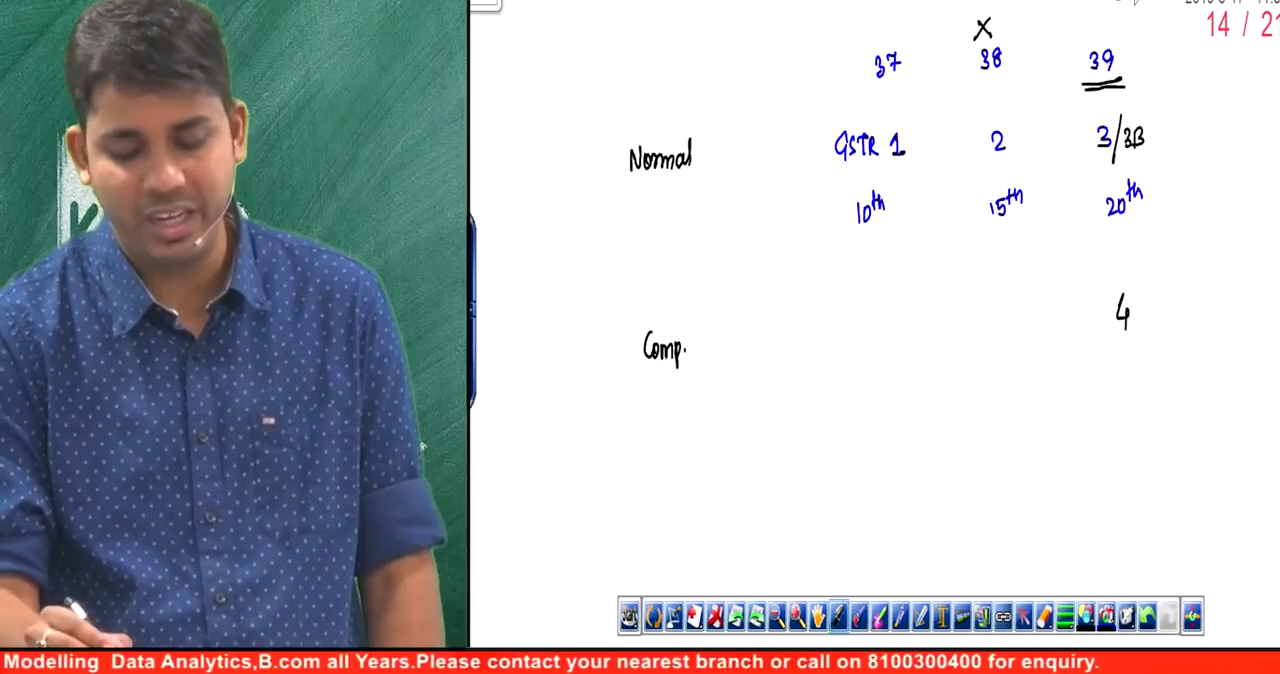 14 / 21
X
37 38 39
Normal GSTR 1 2 3/3B
10th 15th 20th
4
Comp.
Modelling Data Analytics,B.com all Years.Please contact your nearest branch or call on 8100300400 for enquiry.